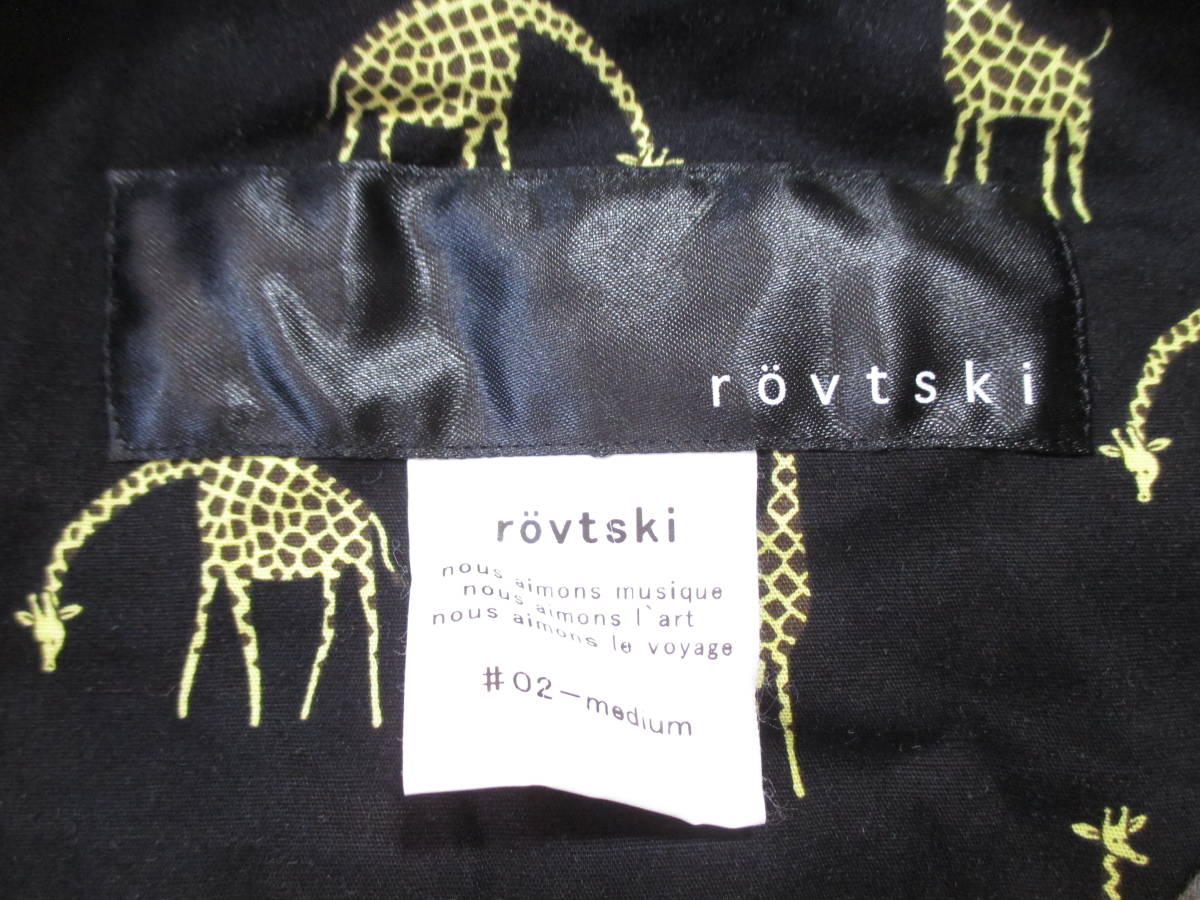 rövtski
rövtski
nous aimons musique
nous aimons l`art
nous aimons le voyage
#02-medium